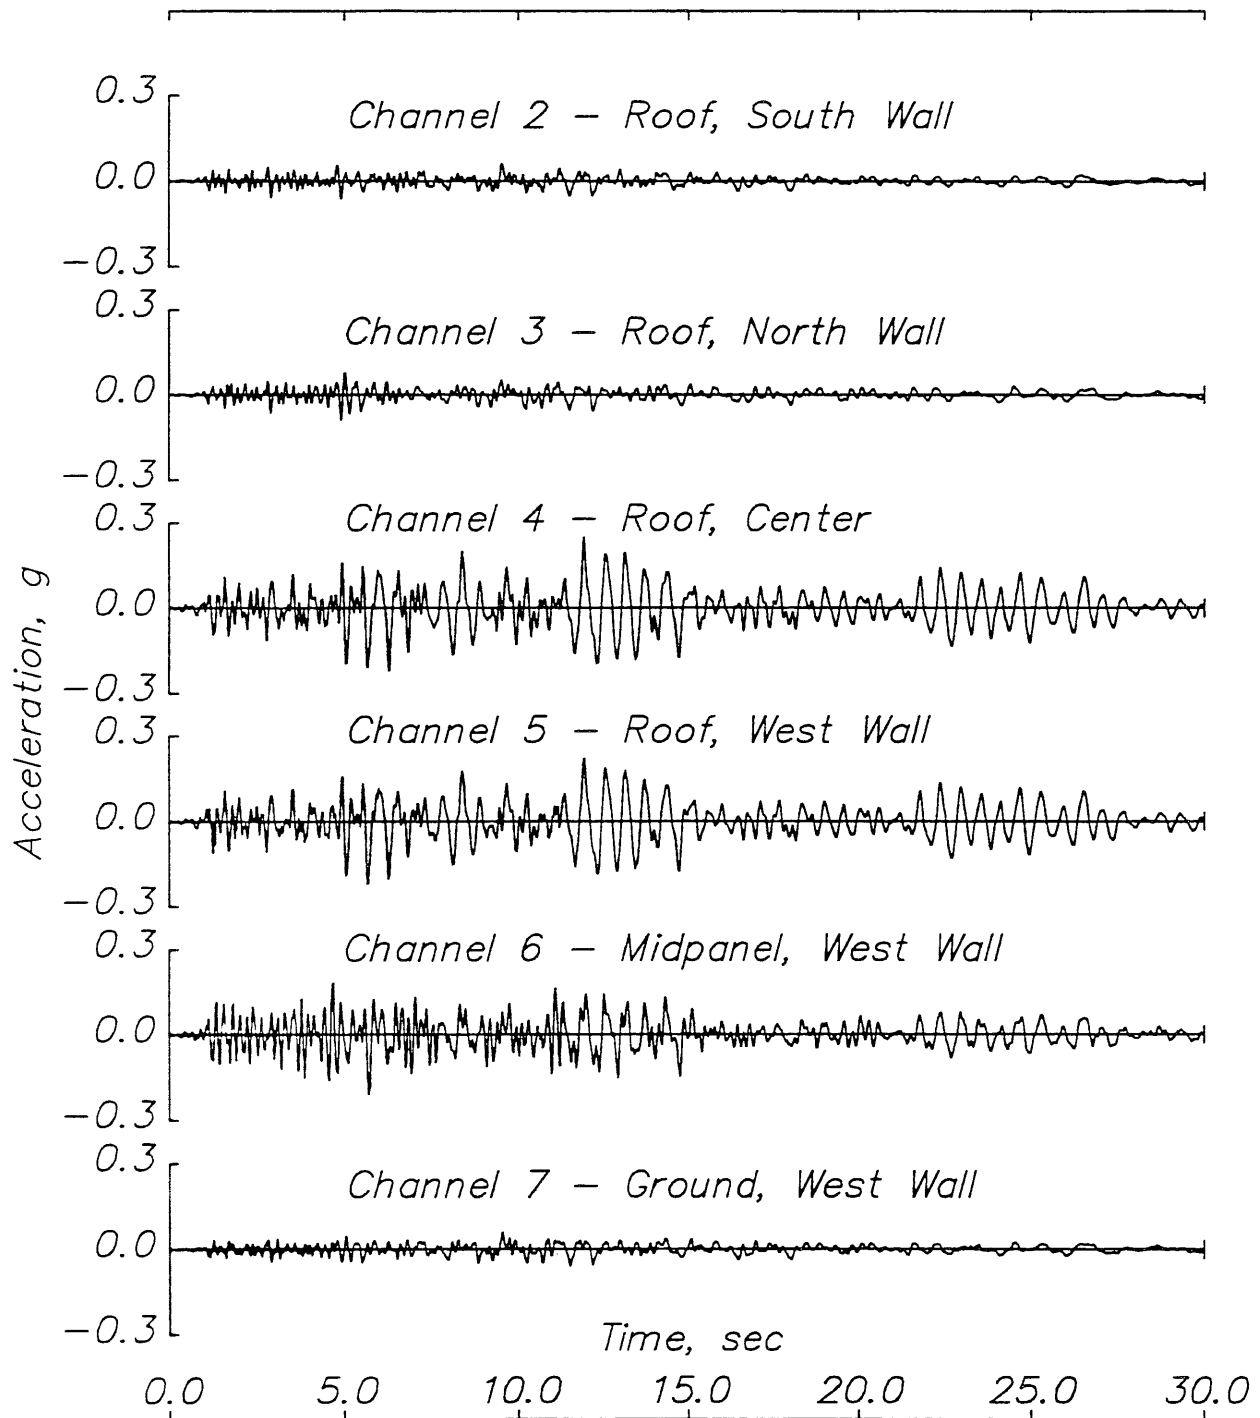 0.3
Channel 2 – Roof, South Wall
0.0
−0.3
0.3
Channel 3 – Roof, North Wall
0.0
−0.3
0.3
Channel 4 – Roof, Center
0.0
−0.3
0.3
Channel 5 – Roof, West Wall
0.0
−0.3
0.3
Channel 6 – Midpanel, West Wall
0.0
−0.3
0.3
Channel 7 – Ground, West Wall
0.0
−0.3
Acceleration, g
Time, sec
0.0 5.0 10.0 15.0 20.0 25.0 30.0